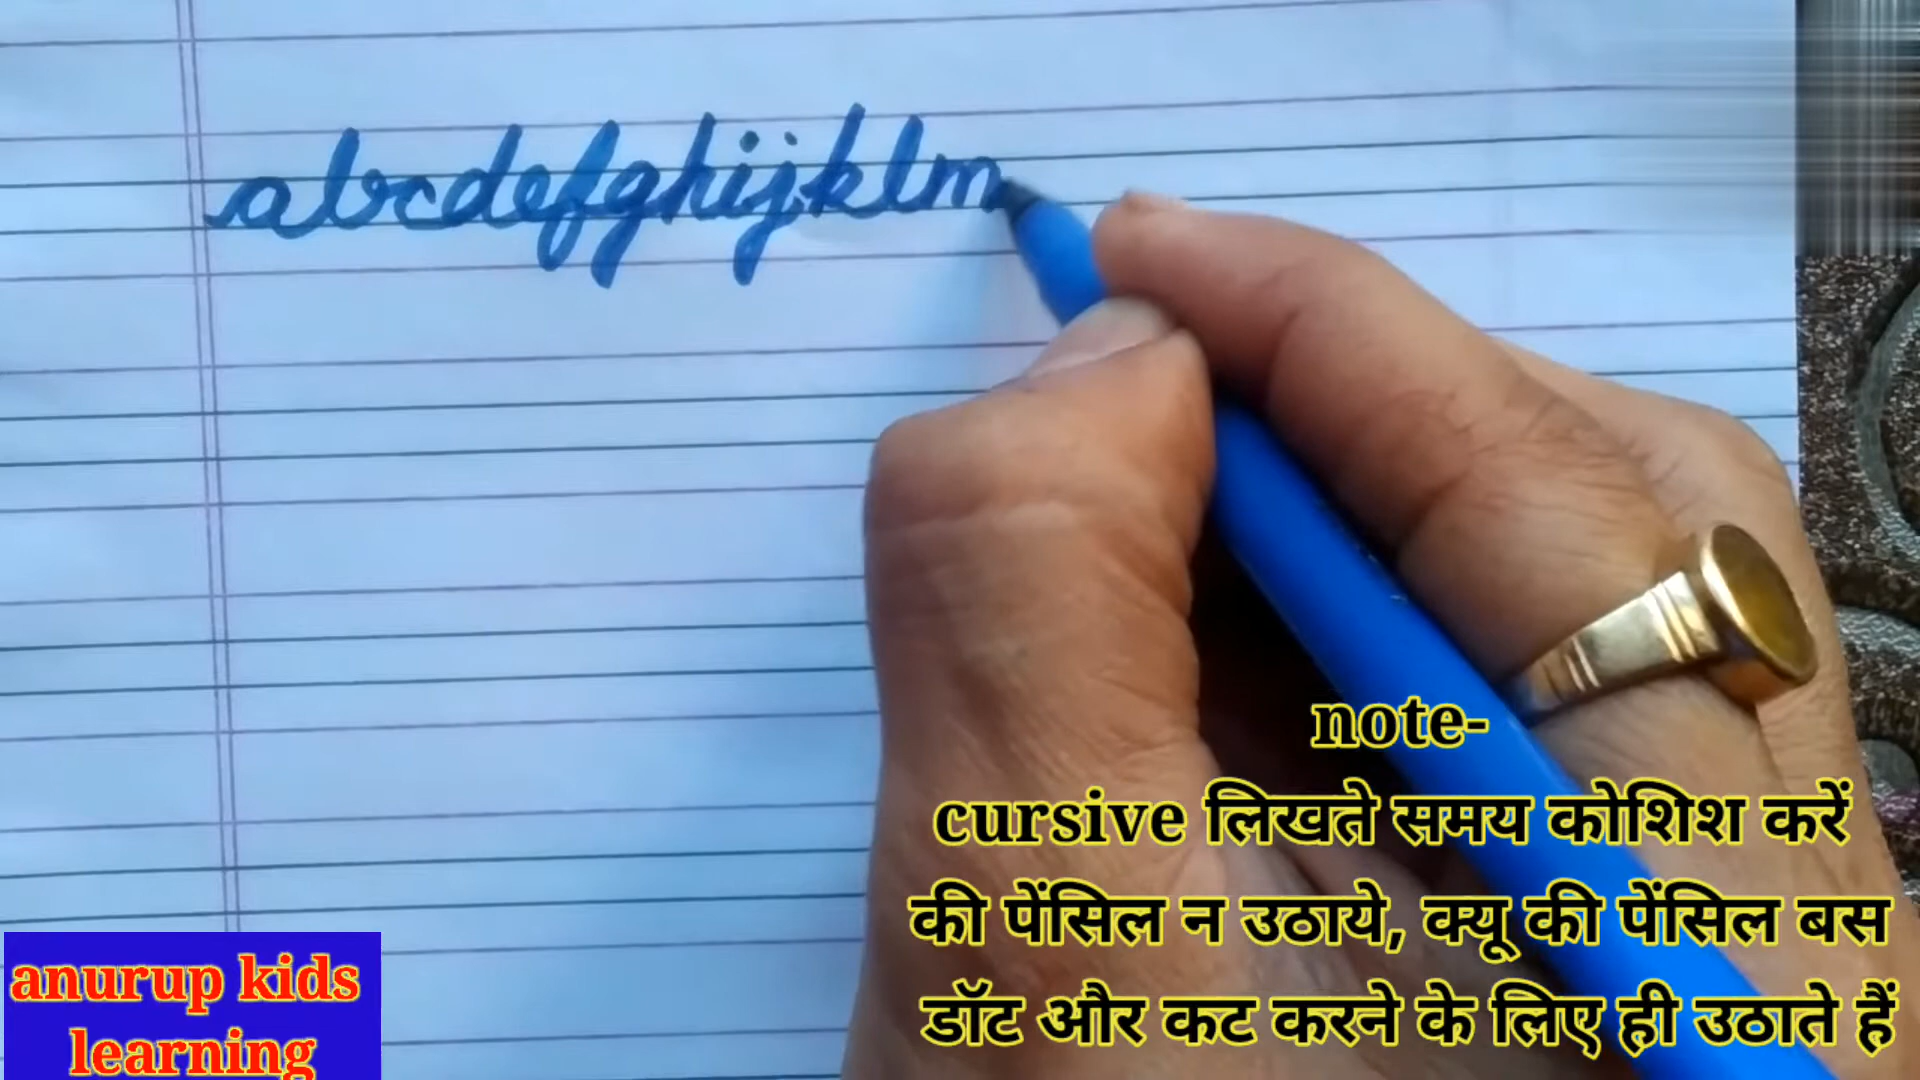 abcdefghijklm
note-
cursive लिखते समय कोशिश करें
की पेंसिल न उठाये, क्यू की पेंसिल बस
डॉट और कट करने के लिए ही उठाते हैं
anurup kids
learning